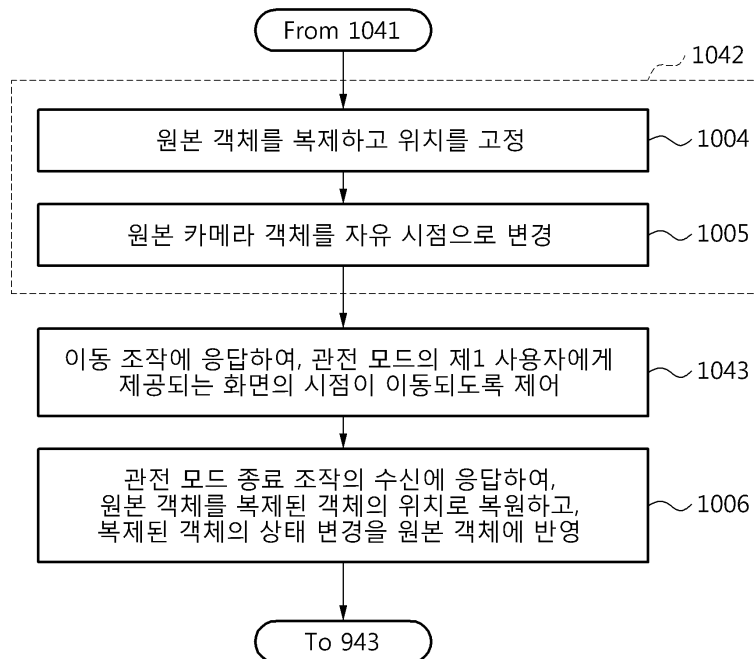 From 1041
1042
원본 객체를 복제하고 위치를 고정
1004
원본 카메라 객체를 자유 시점으로 변경
1005
이동 조작에 응답하여, 관전 모드의 제1 사용자에게
제공되는 화면의 시점이 이동되도록 제어
1043
관전 모드 종료 조작의 수신에 응답하여,
원본 객체를 복제된 객체의 위치로 복원하고,
복제된 객체의 상태 변경을 원본 객체에 반영
1006
To 943